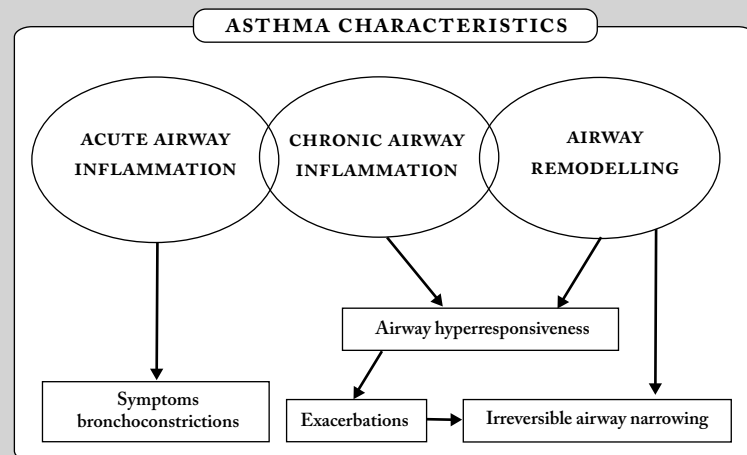 ASTHMA CHARACTERISTICS
ACUTE AIRWAY
INFLAMMATION
CHRONIC AIRWAY
INFLAMMATION
AIRWAY
REMODELLING
Airway hyperresponsiveness
Symptoms
bronchoconstrictions
Exacerbations
Irreversible airway narrowing